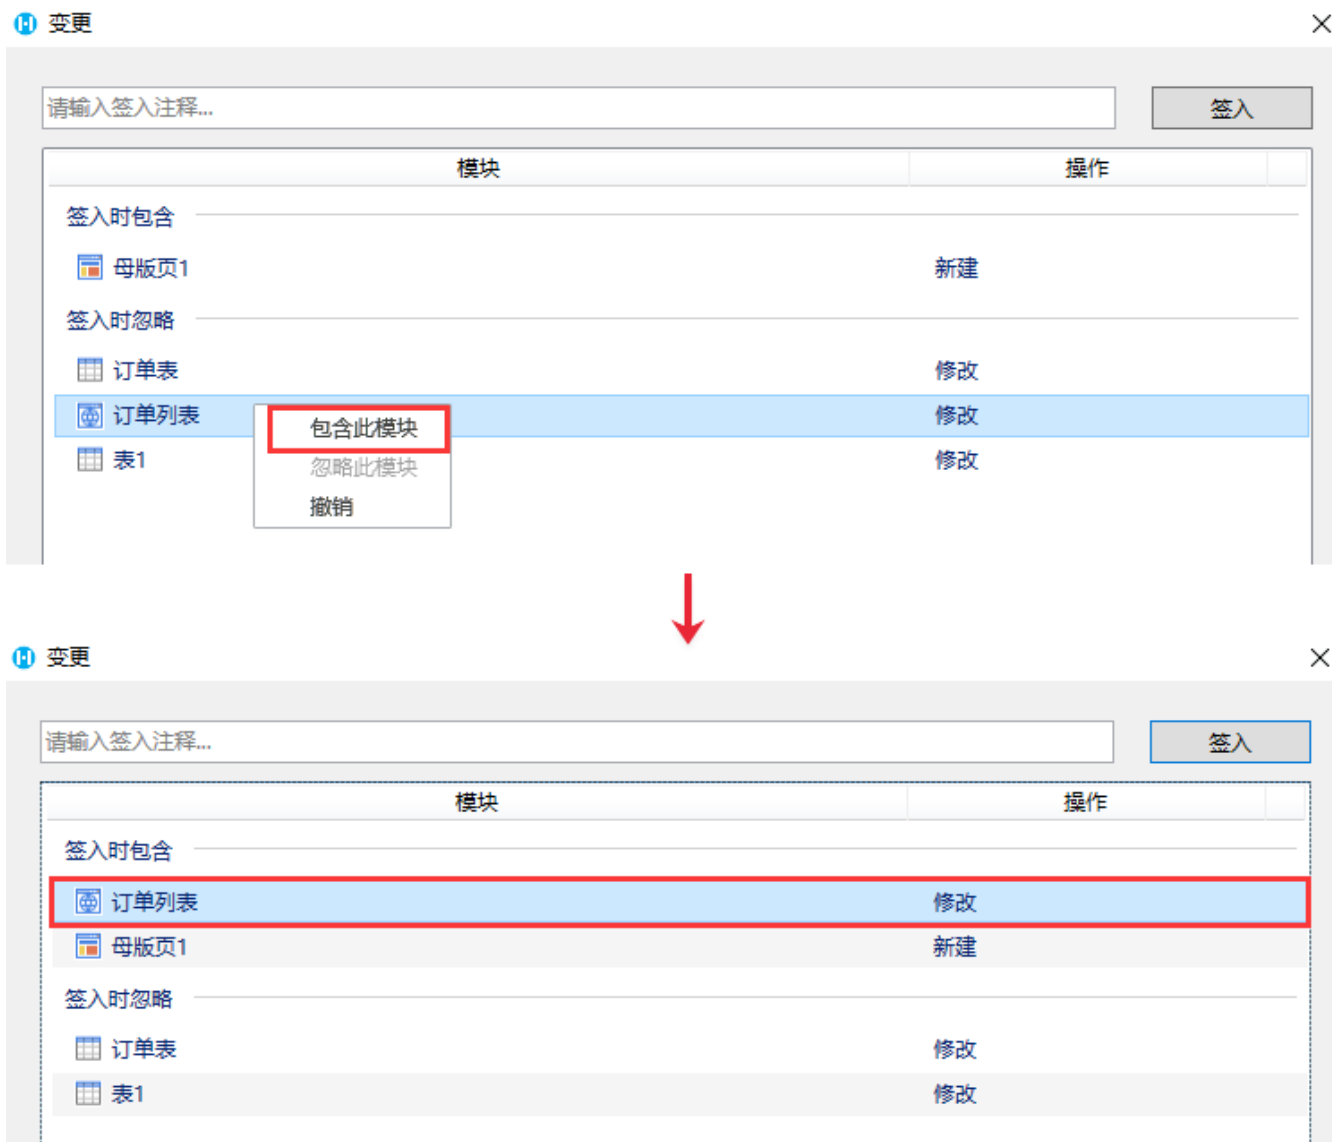 变更
请输入签入注释...
签入
模块 操作
签入时包含
母版页1 新建
签入时忽略
订单表 修改
订单列表 修改
包含此模块
表1 修改
忽略此模块
撤销
变更
请输入签入注释...
签入
模块 操作
签入时包含
订单列表 修改
母版页1 新建
签入时忽略
订单表 修改
表1 修改